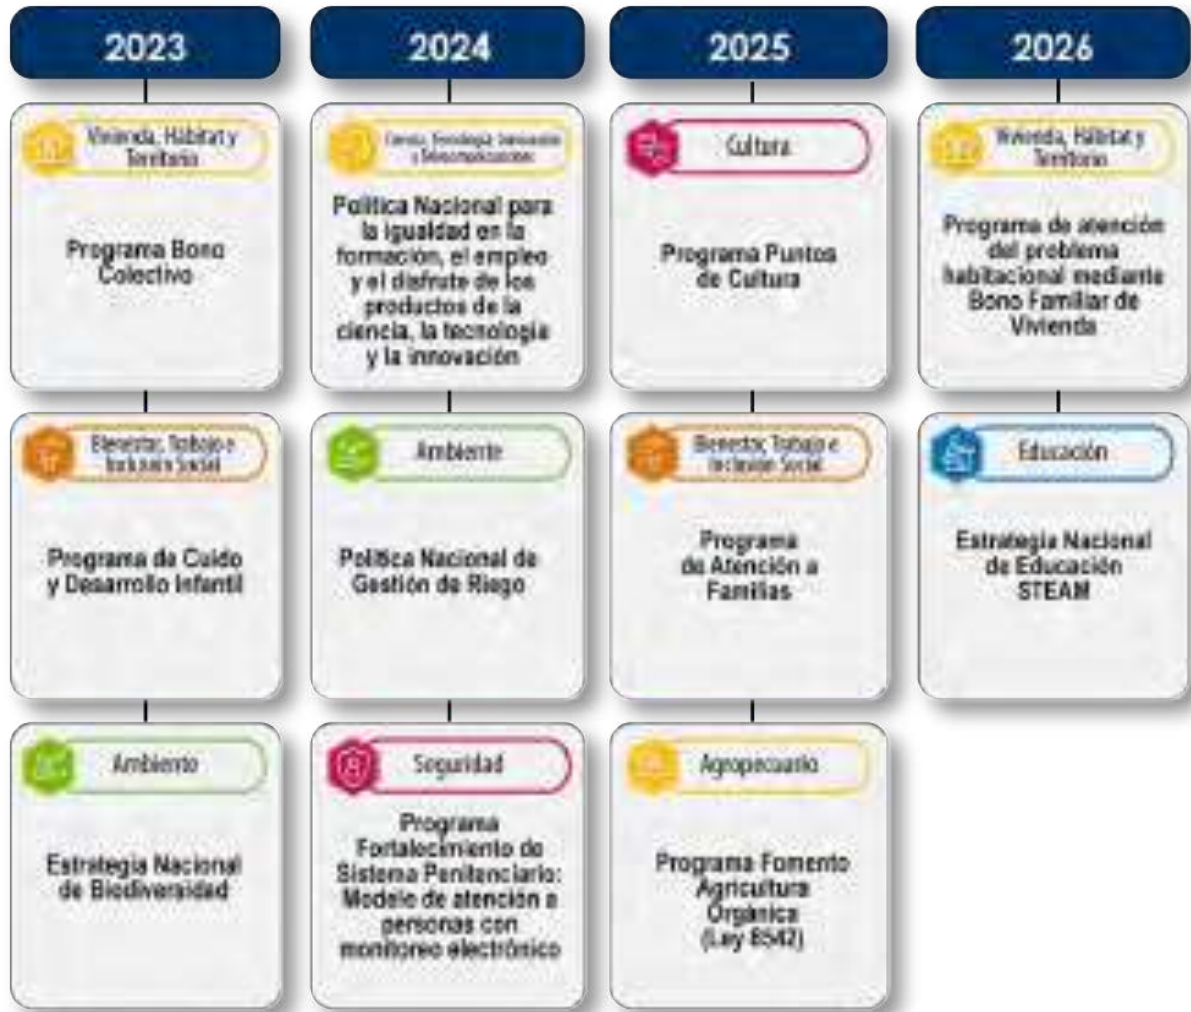 2023
Vivienda, Hábitat y
Territorio
Programa Bono
Colectivo
Bienestar, Trabajo e
Inclusión Social
Programa de Cuido
y Desarrollo Infantil
Ambiente
Estrategia Nacional
de Biodiversidad
2024
Ciencia, Tecnología, Innovación
y Telecomunicaciones
Política Nacional para
la igualdad en la
formación, el empleo
y el disfrute de los
productos de la
ciencia, la tecnología
y la innovación
Ambiente
Política Nacional de
Gestión de Riego
Seguridad
Programa
Fortalecimiento de
Sistema Penitenciario:
Modelo de atención a
personas con
monitoreo electrónico
2025
Cultura
Programa Puntos
de Cultura
Bienestar, Trabajo e
Inclusión Social
Programa
de Atención a
Familias
Agropecuario
Programa Fomento
Agricultura
Orgánica
(Ley 8542)
2026
Vivienda, Hábitat y
Territorio
Programa de atención
del problema
habitacional mediante
Bono Familiar de
Vivienda
Educación
Estrategia Nacional
de Educación
STEAM